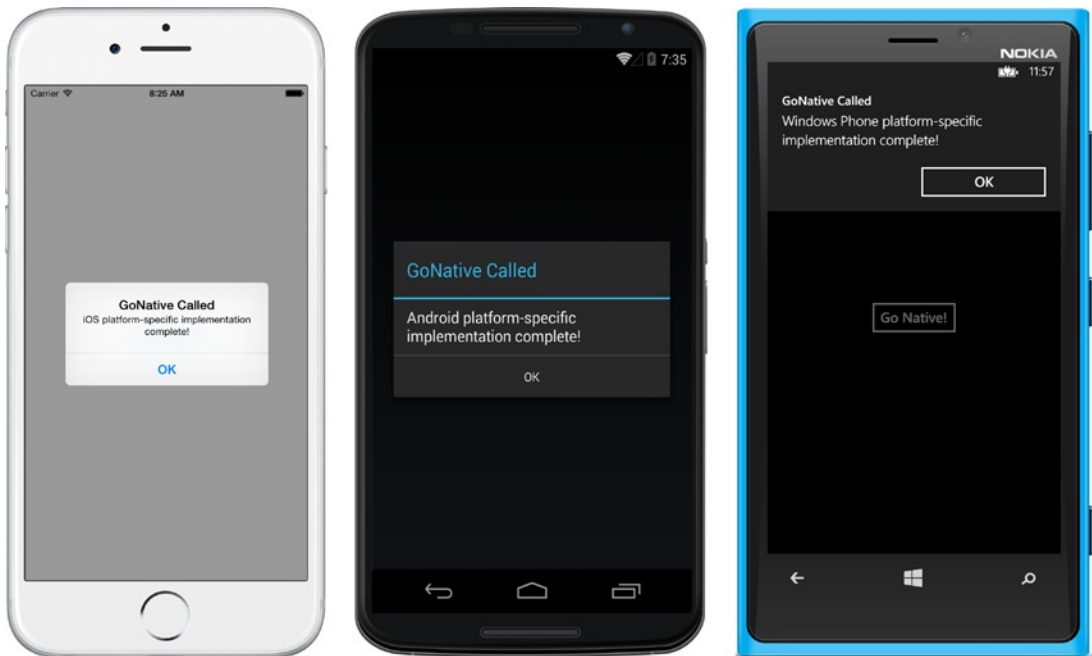 Carrier
8:25 AM
GoNative Called
iOS platform-specific implementation
complete!
OK
7:35
GoNative Called
Android platform-specific
implementation complete!
OK
NOKIA
11:57
GoNative Called
Windows Phone platform-specific
implementation complete!
OK
Go Native!